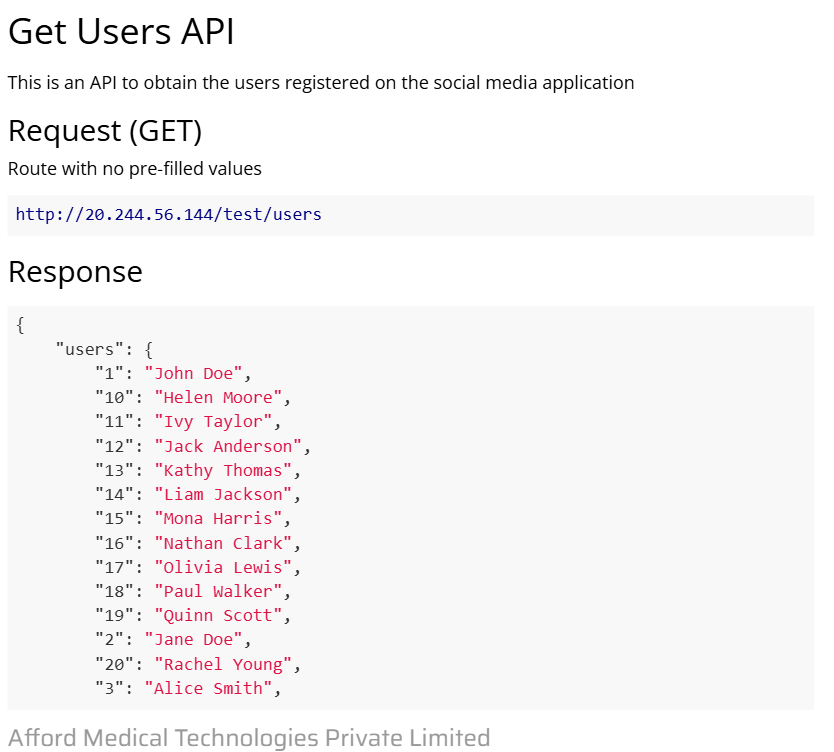 Get Users API
This is an API to obtain the users registered on the social media application
Request (GET)
Route with no pre-filled values
http://20.244.56.144/test/users
Response
{
    "users": {
        "1": "John Doe",
        "10": "Helen Moore",
        "11": "Ivy Taylor",
        "12": "Jack Anderson",
        "13": "Kathy Thomas",
        "14": "Liam Jackson",
        "15": "Mona Harris",
        "16": "Nathan Clark",
        "17": "Olivia Lewis",
        "18": "Paul Walker",
        "19": "Quinn Scott",
        "2": "Jane Doe",
        "20": "Rachel Young",
        "3": "Alice Smith",
Afford Medical Technologies Private Limited